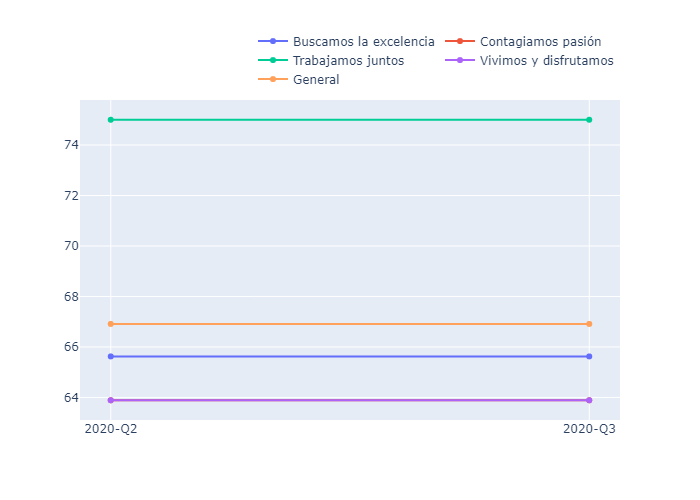 Buscamos la excelencia Contagiamos pasión
Trabajamos juntos Vivimos y disfrutamos
General
74
72
70
68
66
64
2020-Q2 2020-Q3